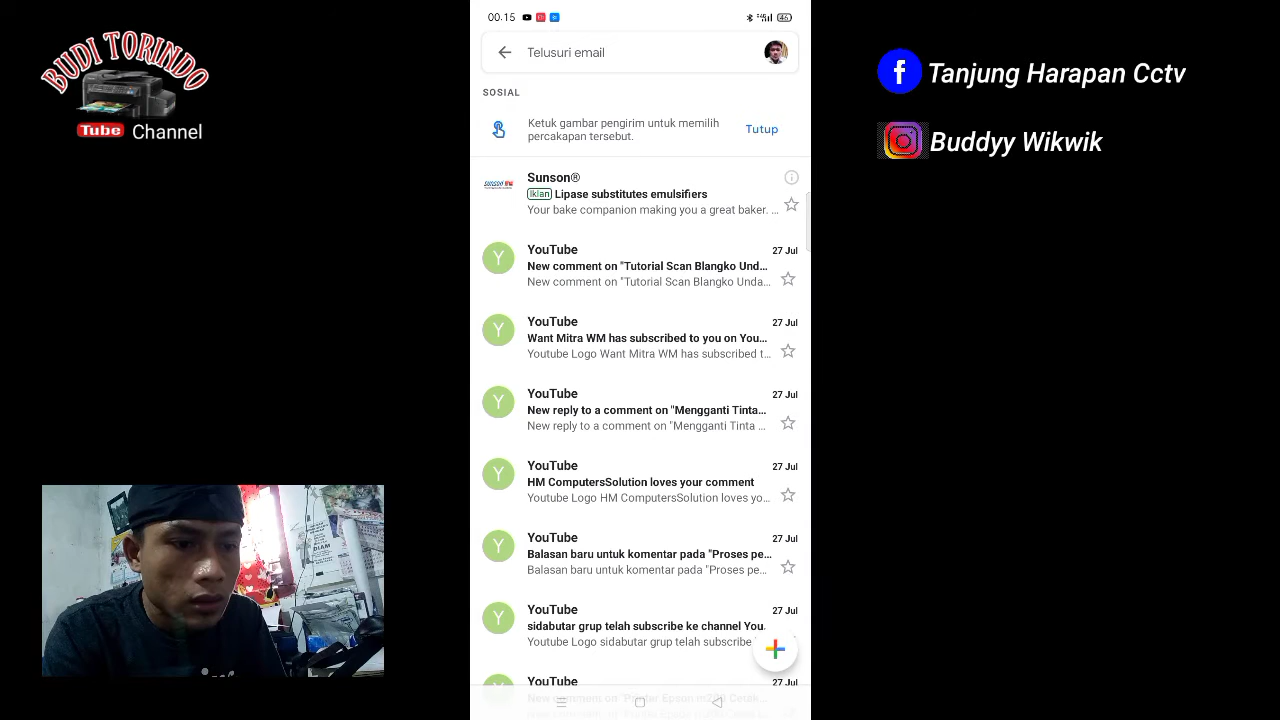 BUDI TORINDO
Tube Channel
00.15
46
Telusuri email
SOSIAL
Ketuk gambar pengirim untuk memilih
percakapan tersebut.
Tutup
Sunson®
Iklan Lipase substitutes emulsifiers
Your bake companion making you a great baker. ...
Y
YouTube
27 Jul
New comment on "Tutorial Scan Blangko Und...
New comment on "Tutorial Scan Blangko Unda...
Y
YouTube
27 Jul
Want Mitra WM has subscribed to you on You...
Youtube Logo Want Mitra WM has subscribed t...
Y
YouTube
27 Jul
New reply to a comment on "Mengganti Tinta...
New reply to a comment on "Mengganti Tinta ...
Y
YouTube
27 Jul
HM ComputersSolution loves your comment
Youtube Logo HM ComputersSolution loves yo...
Y
YouTube
27 Jul
Balasan baru untuk komentar pada "Proses pe...
Balasan baru untuk komentar pada "Proses pe...
Y
YouTube
27 Jul
sidabutar grup telah subscribe ke channel You
Youtube Logo sidabutar grup telah subscribe
YouTube
27 Jul
Tanjung Harapan Cctv
Buddyy Wikwik